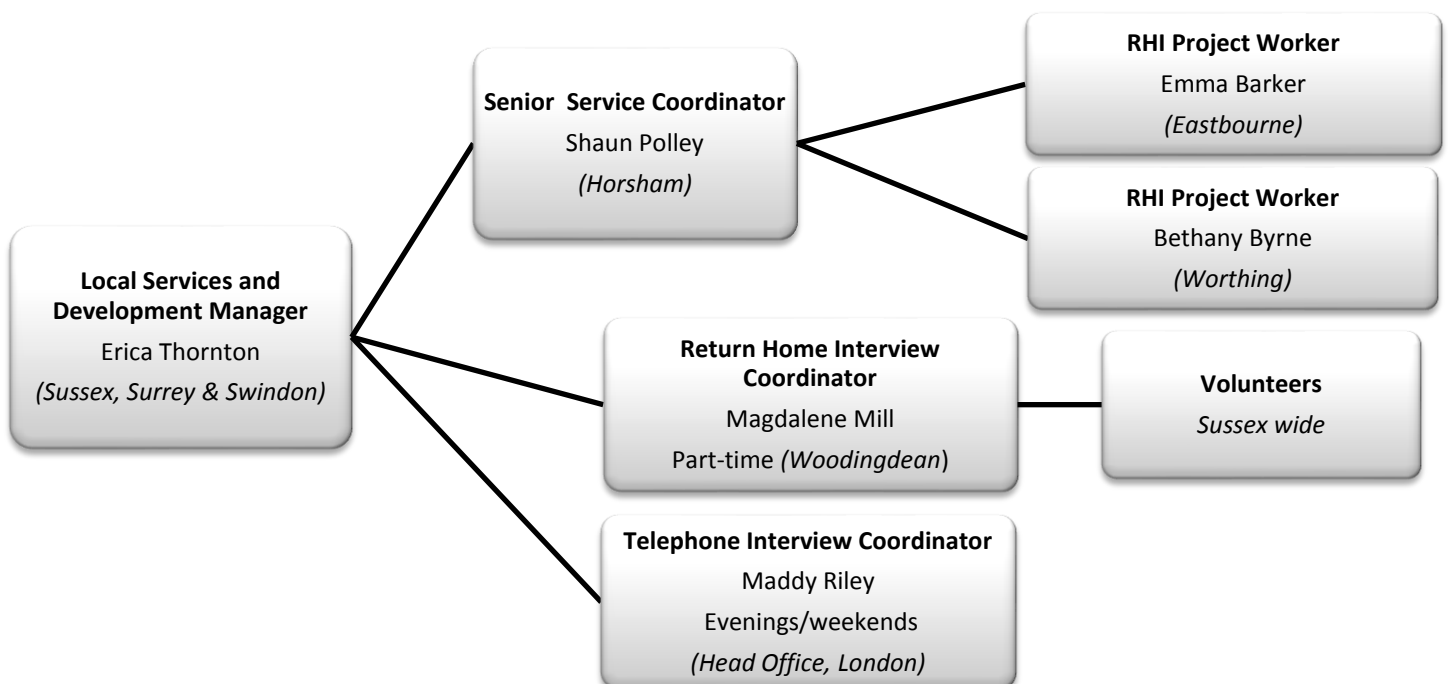 Local Services and
Development Manager
Erica Thornton
(Sussex, Surrey & Swindon)
Senior Service Coordinator
Shaun Polley
(Horsham)
RHI Project Worker
Emma Barker
(Eastbourne)
RHI Project Worker
Bethany Byrne
(Worthing)
Return Home Interview
Coordinator
Magdalene Mill
Part-time (Woodingdean)
Volunteers
Sussex wide
Telephone Interview Coordinator
Maddy Riley
Evenings/weekends
(Head Office, London)